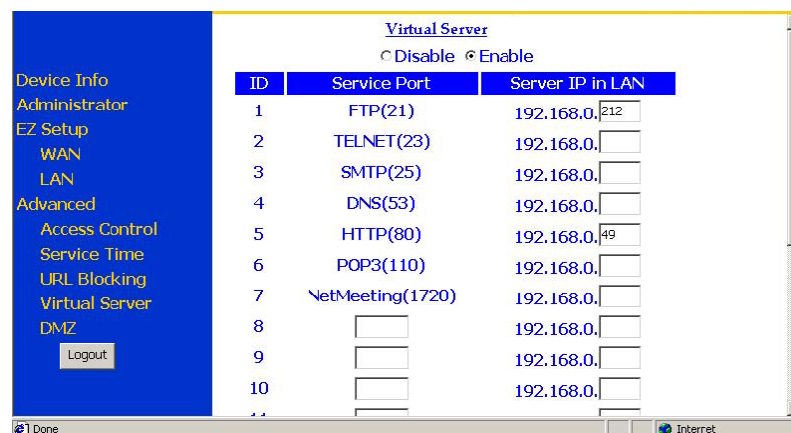 Virtual Server
Disable Enable
Device Info
Administrator
EZ Setup
WAN
LAN
Advanced
Access Control
Service Time
URL Blocking
Virtual Server
DMZ
Logout
ID Service Port Server IP in LAN
1 FTP(21) 192.168.0. 212
2 TELNET(23) 192.168.0.
3 SMTP(25) 192.168.0.
4 DNS(53) 192.168.0.
5 HTTP(80) 192.168.0. 49
6 POP3(110) 192.168.0.
7 NetMeeting(1720) 192.168.0.
8 192.168.0.
9 192.168.0.
10 192.168.0.
Done Internet